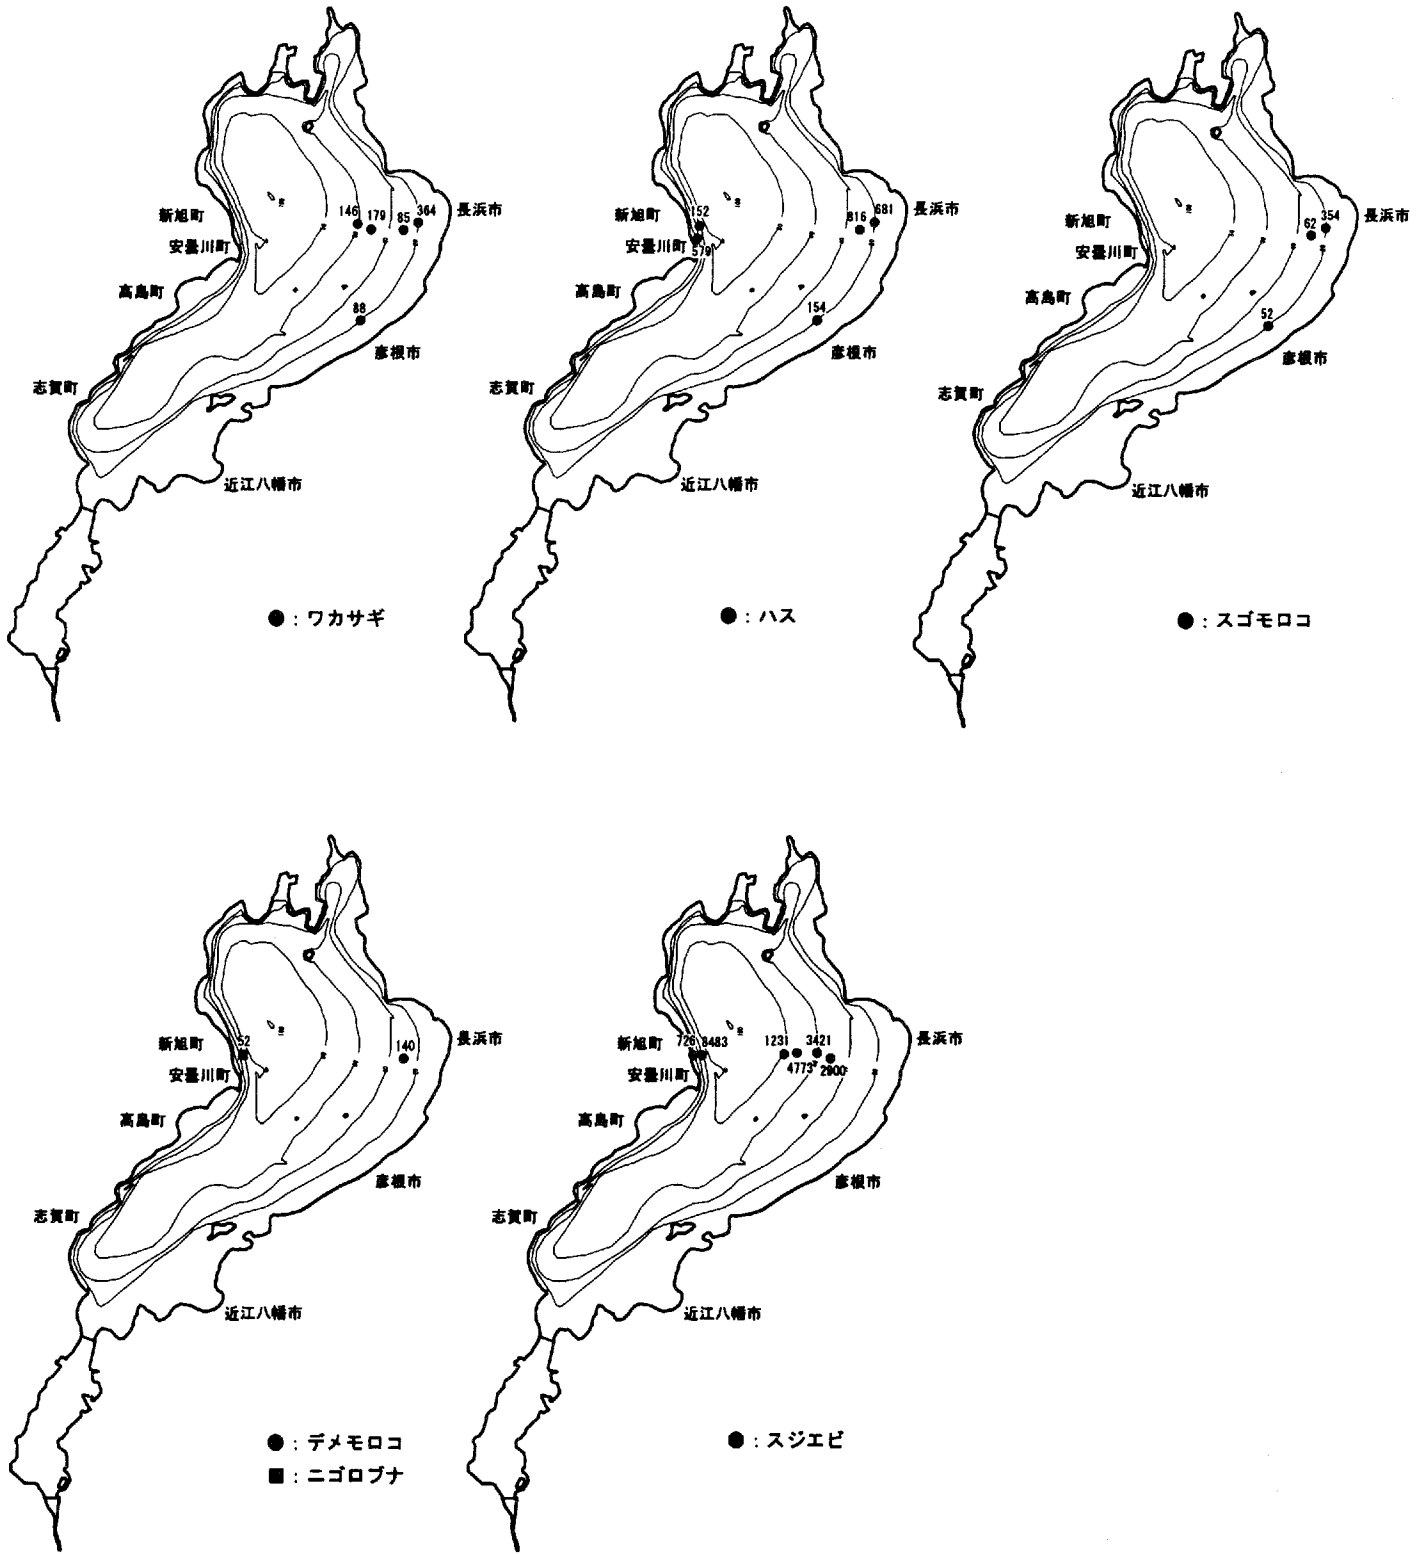 新旭町
146
179
85
364
長浜市
安曇川町
高島町
88
彦根市
志賀町
近江八幡市
●：ワカサギ
新旭町
152
816
681
長浜市
安曇川町
579
高島町
154
彦根市
志賀町
近江八幡市
●：ハス
新旭町
62
354
長浜市
安曇川町
高島町
52
彦根市
志賀町
近江八幡市
●：スゴモロコ
新旭町
52
140
長浜市
安曇川町
高島町
彦根市
志賀町
近江八幡市
●：デメモロコ
■：ニゴロブナ
新旭町
726
8483
1231
3421
長浜市
安曇川町
4773
2900
高島町
彦根市
志賀町
近江八幡市
●：スジエビ